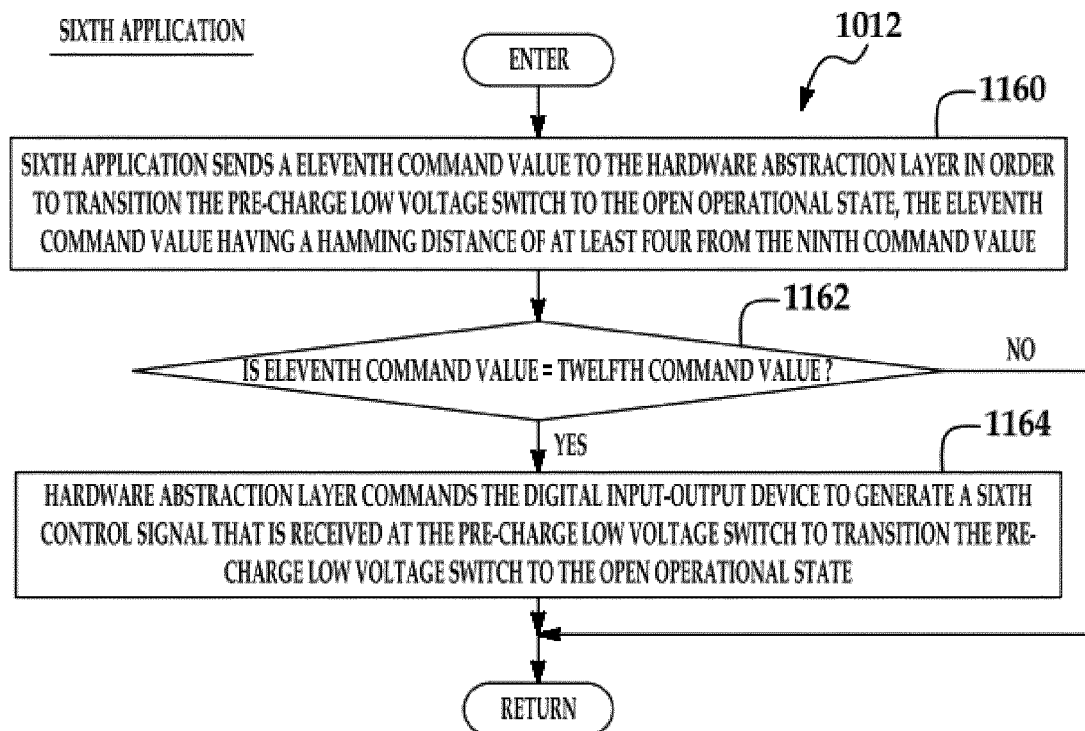 SIXTH APPLICATION
1012
ENTER
1160
SIXTH APPLICATION SENDS A ELEVENTH COMMAND VALUE TO THE HARDWARE ABSTRACTION LAYER IN ORDER
TO TRANSITION THE PRE-CHARGE LOW VOLTAGE SWITCH TO THE OPEN OPERATIONAL STATE, THE ELEVENTH
COMMAND VALUE HAVING A HAMMING DISTANCE OF AT LEAST FOUR FROM THE NINTH COMMAND VALUE
1162
IS ELEVENTH COMMAND VALUE = TWELFTH COMMAND VALUE ?
NO
YES
1164
HARDWARE ABSTRACTION LAYER COMMANDS THE DIGITAL INPUT-OUTPUT DEVICE TO GENERATE A SIXTH
CONTROL SIGNAL THAT IS RECEIVED AT THE PRE-CHARGE LOW VOLTAGE SWITCH TO TRANSITION THE PRE-
CHARGE LOW VOLTAGE SWITCH TO THE OPEN OPERATIONAL STATE
RETURN